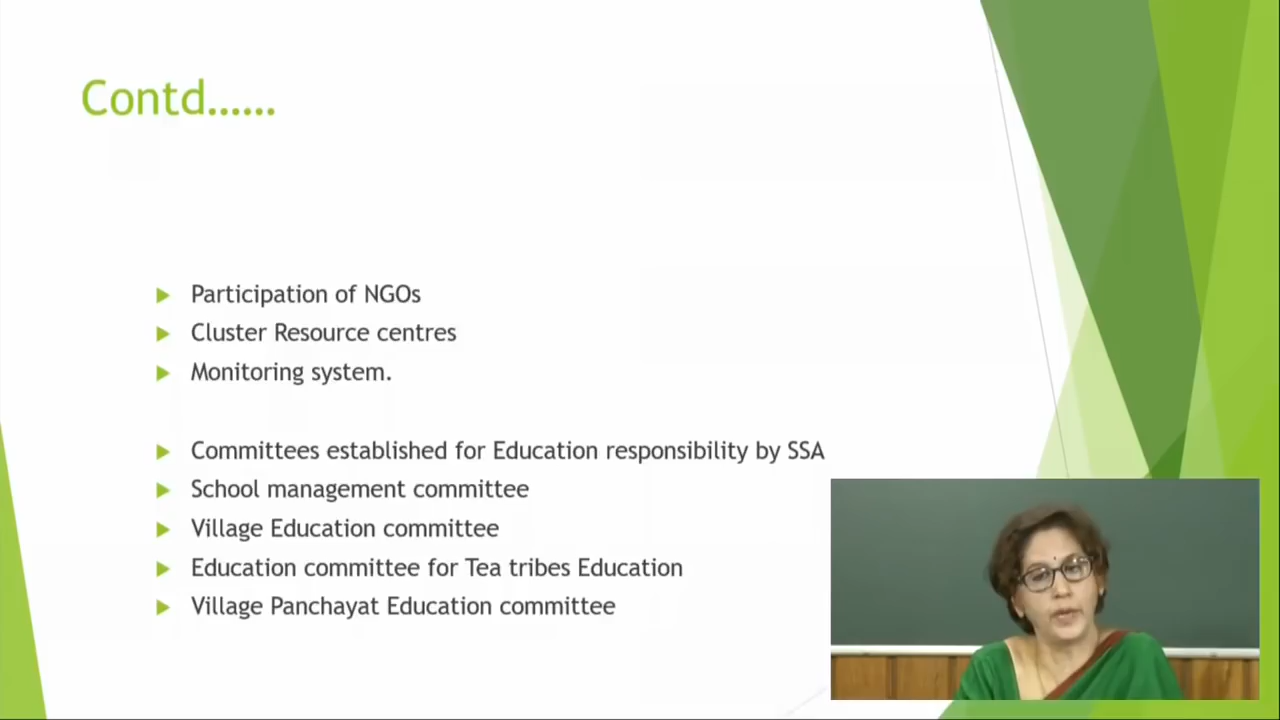 Contd......
Participation of NGOs
Cluster Resource centres
Monitoring system.
Committees established for Education responsibility by SSA
School management committee
Village Education committee
Education committee for Tea tribes Education
Village Panchayat Education committee